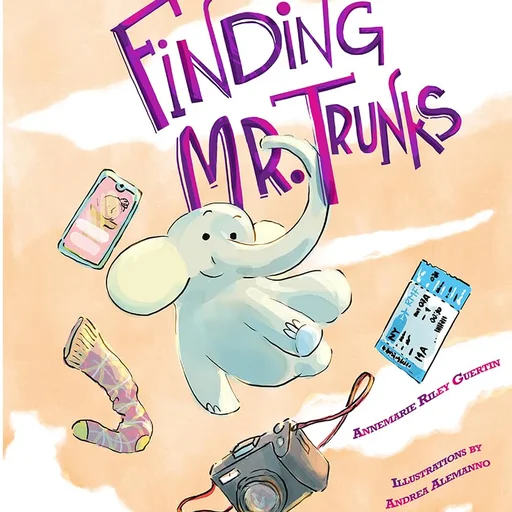 FINDING
MR. TRUNKS
ANNEMARIE RILEY GUERTIN
ILLUSTRATIONS BY
ANDREA ALEMANNO